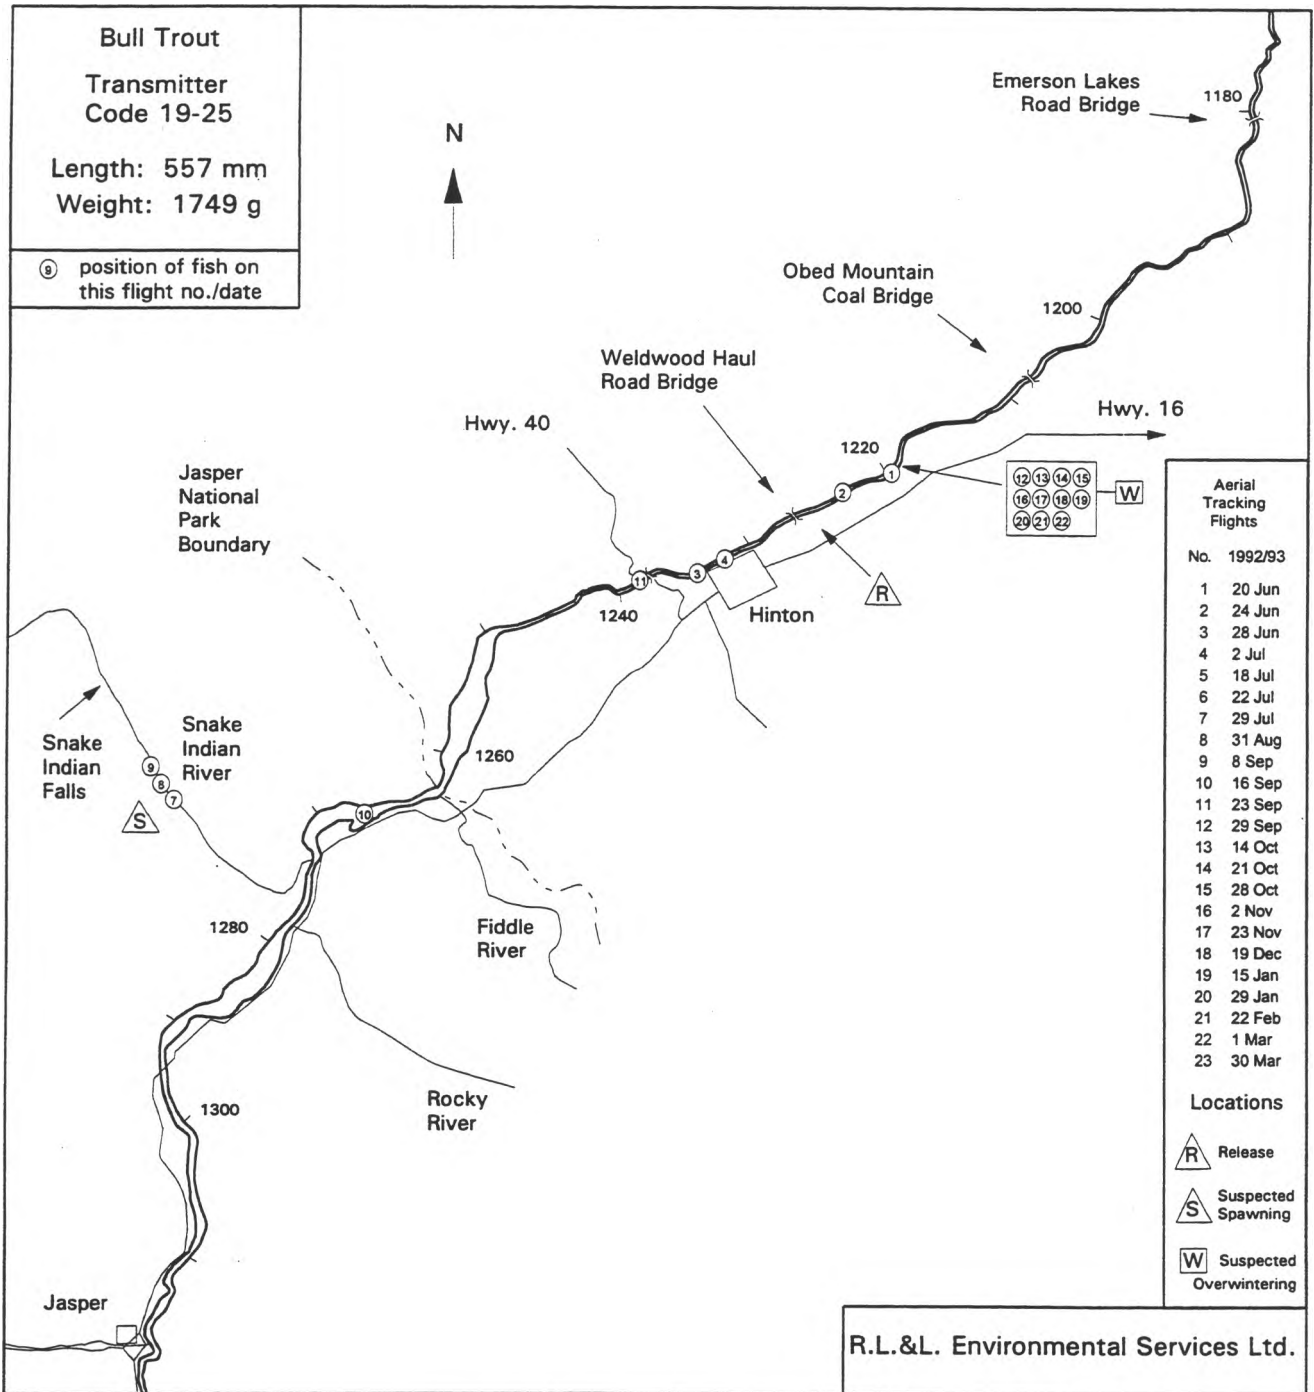 Bull Trout
Transmitter
Code 19-25
Length: 557 mm
Weight: 1749 g
9 position of fish on
this flight no./date
N
Emerson Lakes
Road Bridge
1180
Obed Mountain
Coal Bridge
1200
Weldwood Haul
Road Bridge
Hwy. 40
Hwy. 16
1220
1
2
12 13 14 15
16 17 18 19
20 21 22
W
Jasper
National
Park
Boundary
4
3
11
1240
Hinton
R
Snake
Indian
Falls
Snake
Indian
River
9
8
7
S
1260
10
Fiddle
River
1280
Rocky
River
1300
Jasper
Aerial
Tracking
Flights
No. 1992/93
1 20 Jun
2 24 Jun
3 28 Jun
4 2 Jul
5 18 Jul
6 22 Jul
7 29 Jul
8 31 Aug
9 8 Sep
10 16 Sep
11 23 Sep
12 29 Sep
13 14 Oct
14 21 Oct
15 28 Oct
16 2 Nov
17 23 Nov
18 19 Dec
19 15 Jan
20 29 Jan
21 22 Feb
22 1 Mar
23 30 Mar
Locations
R Release
S Suspected
Spawning
W Suspected
Overwintering
R.L.&L. Environmental Services Ltd.